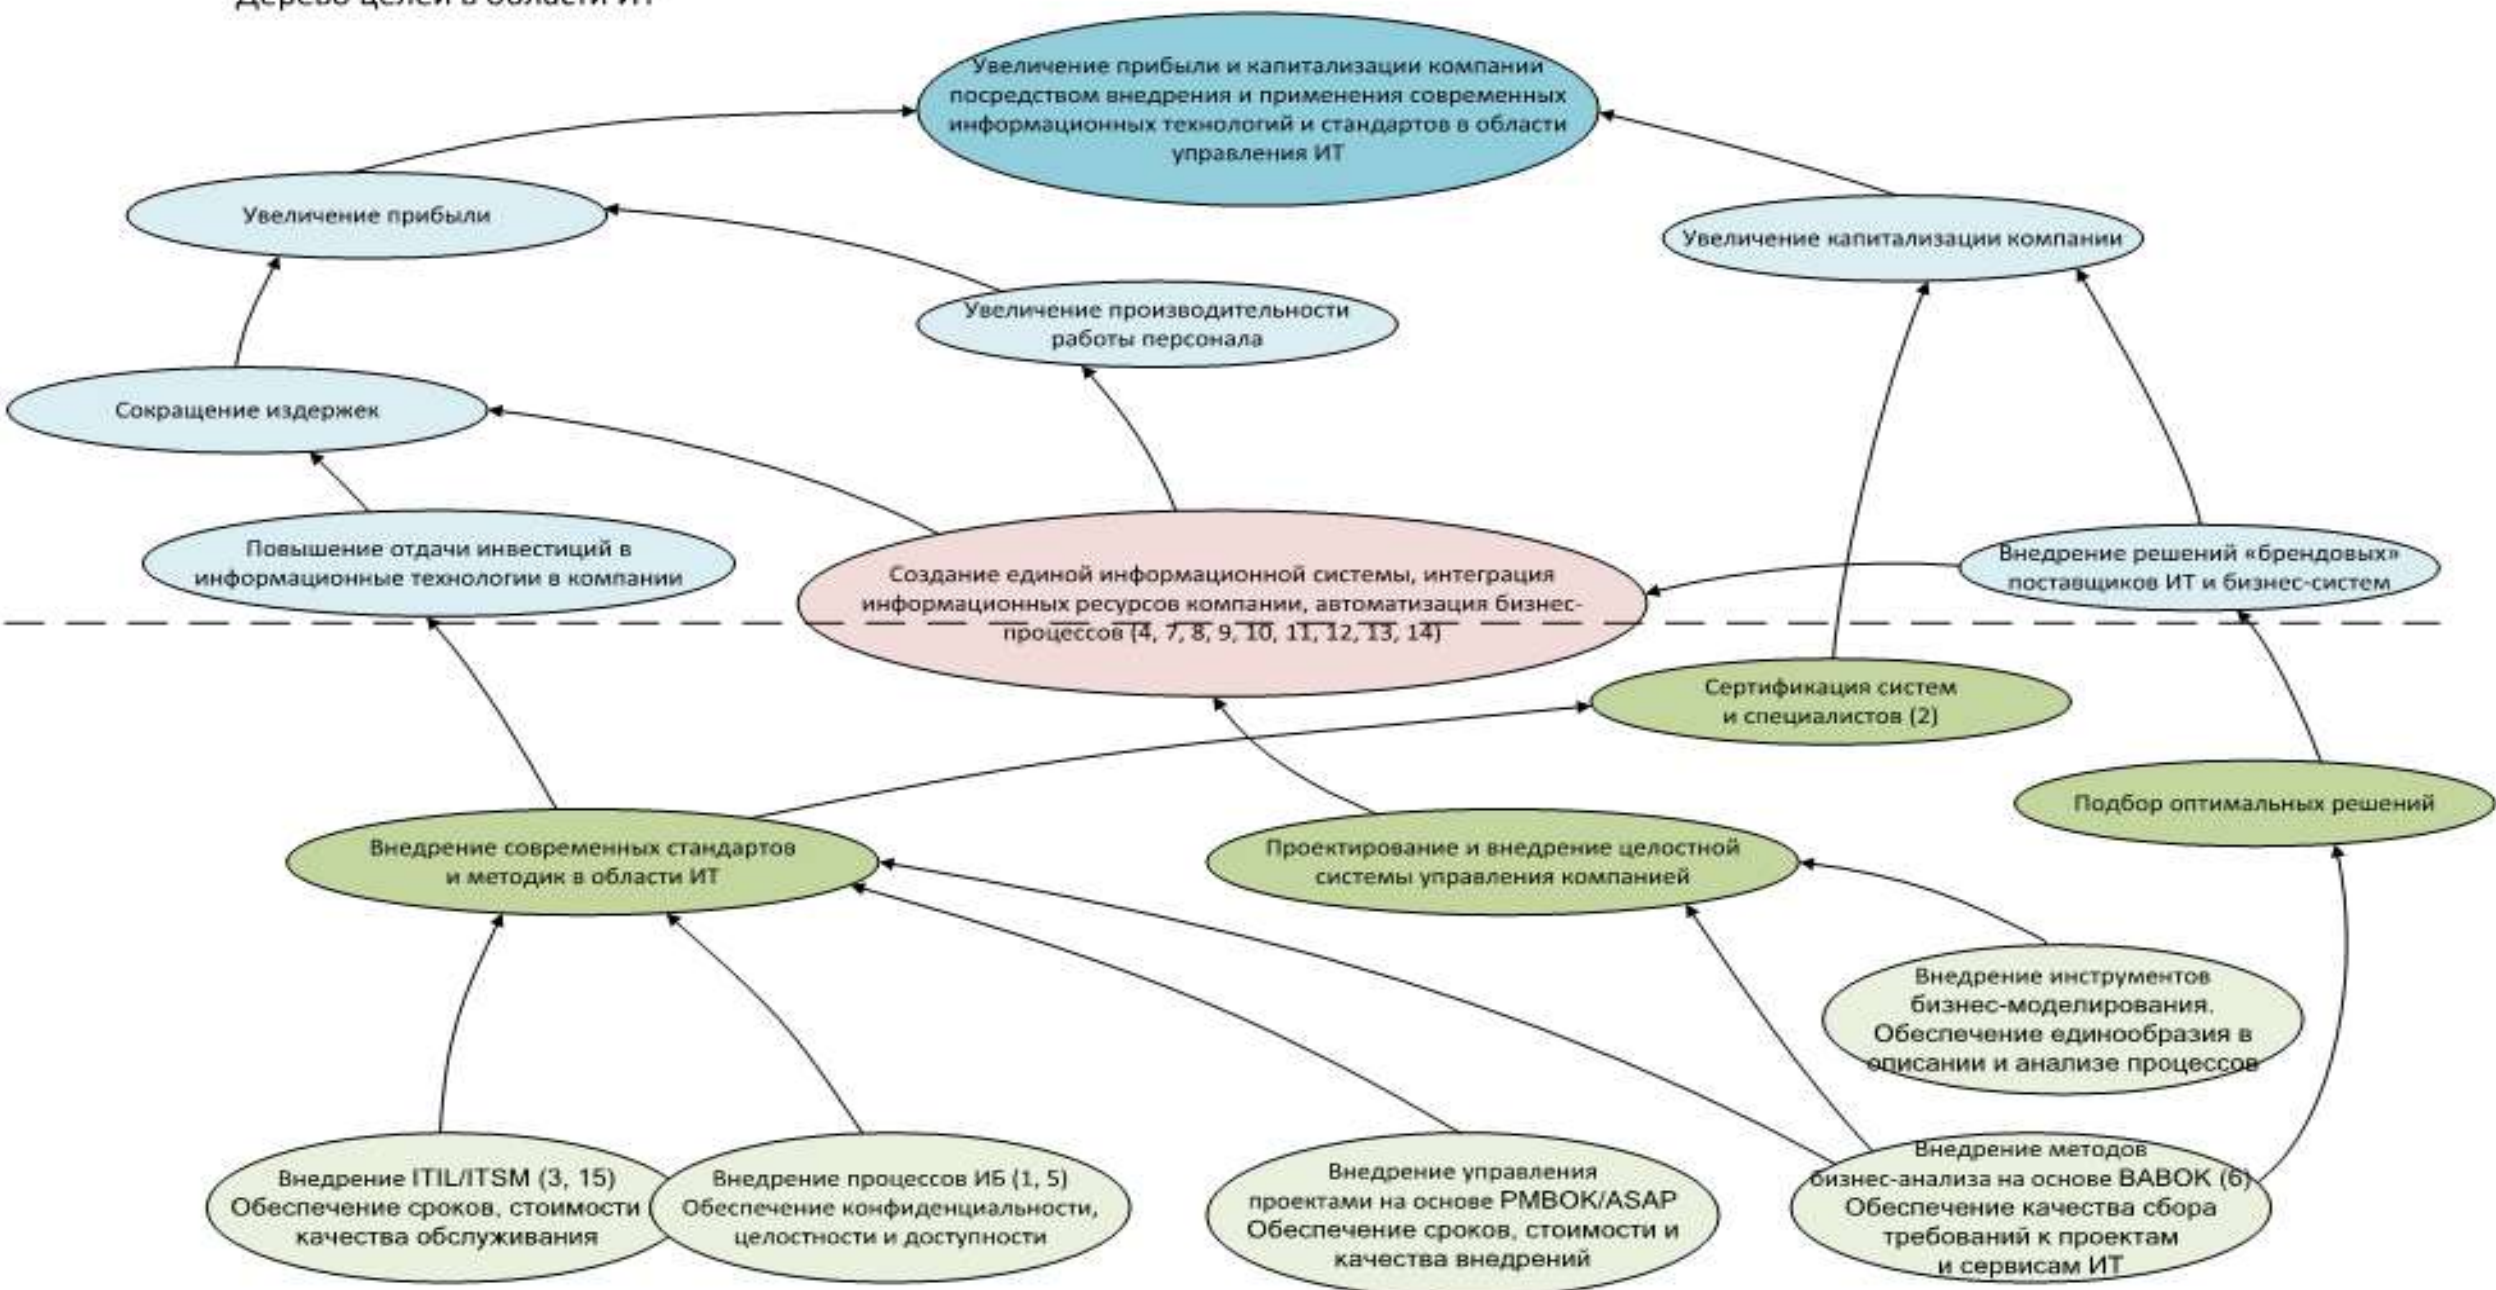 Дерево целей в области ИТ
Увеличение прибыли и капитализации компании
посредством внедрения и применения современных
информационных технологий и стандартов в области
управления ИТ
Увеличение прибыли
Увеличение капитализации компании
Увеличение производительности
работы персонала
Сокращение издержек
Повышение отдачи инвестиций в
информационные технологии в компании
Создание единой информационной системы, интеграция
информационных ресурсов компании, автоматизация бизнес-
процессов (4, 7, 8, 9, 10, 11, 12, 13, 14)
Внедрение решений «брендовых»
поставщиков ИТ и бизнес-систем
Сертификация систем
и специалистов (2)
Подбор оптимальных решений
Внедрение современных стандартов
и методик в области ИТ
Проектирование и внедрение целостной
системы управления компанией
Внедрение инструментов
бизнес-моделирования.
Обеспечение единообразия в
описании и анализе процессов
Внедрение ITIL/ITSM (3, 15)
Обеспечение сроков, стоимости
качества обслуживания
Внедрение процессов ИБ (1, 5)
Обеспечение конфиденциальности,
целостности и доступности
Внедрение управления
проектами на основе PMBOK/ASAP
Обеспечение сроков, стоимости и
качества внедрений
Внедрение методов
бизнес-анализа на основе BABOK (6)
Обеспечение качества сбора
требований к проектам
и сервисам ИТ